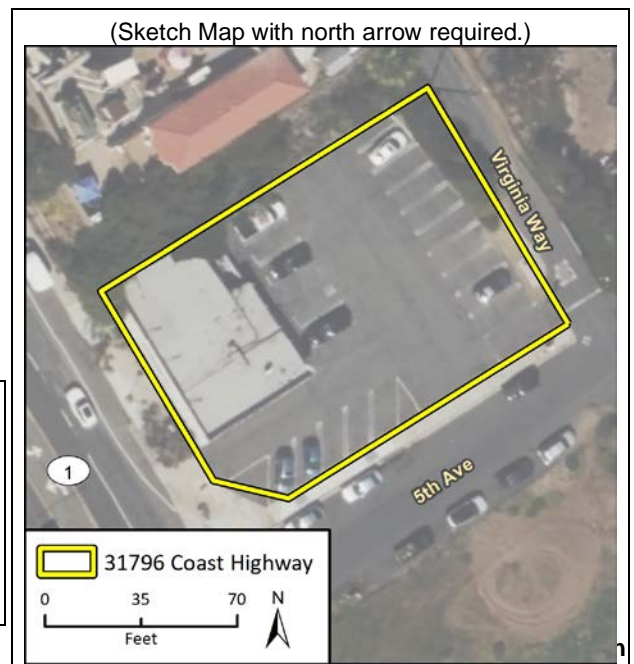 (Sketch Map with north arrow required.)
Virginia Way
1
5th Ave
31796 Coast Highway
0 35 70
Feet
N